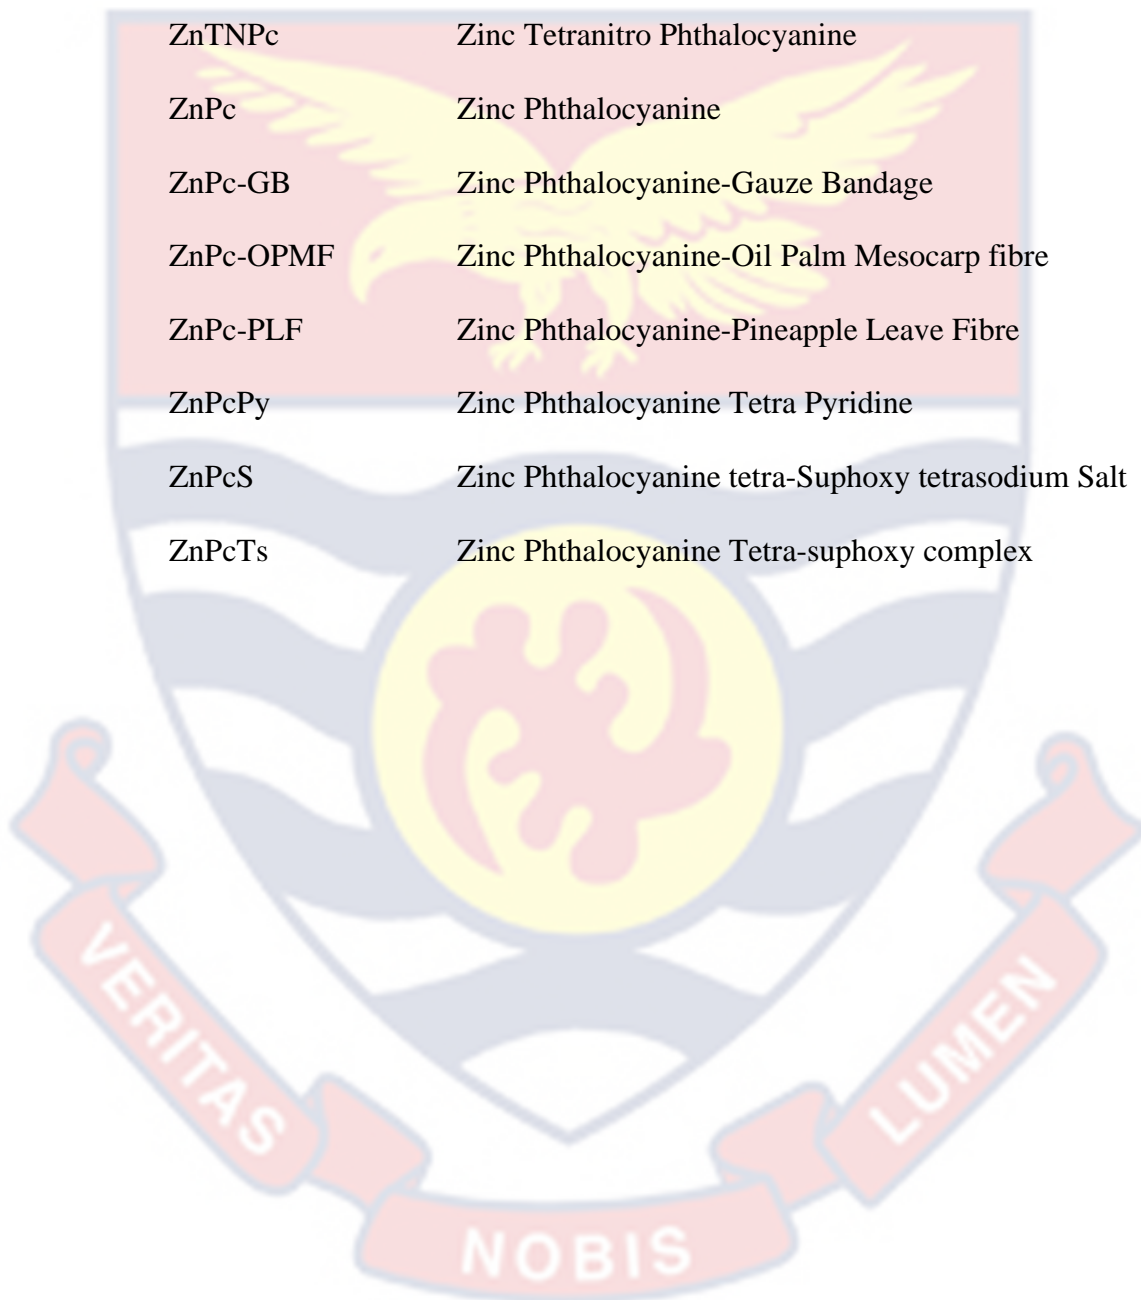 ZnTNPc Zinc Tetranitro Phthalocyanine
ZnPc Zinc Phthalocyanine
ZnPc-GB Zinc Phthalocyanine-Gauze Bandage
ZnPc-OPMF Zinc Phthalocyanine-Oil Palm Mesocarp fibre
ZnPc-PLF Zinc Phthalocyanine-Pineapple Leave Fibre
ZnPcPy Zinc Phthalocyanine Tetra Pyridine
ZnPcS Zinc Phthalocyanine tetra-Suphoxy tetrasodium Salt
ZnPcTs Zinc Phthalocyanine Tetra-suphoxy complex
VERITAS
NOBIS
LUMEN